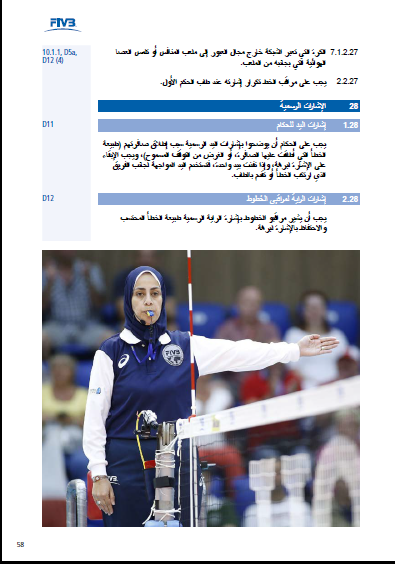 FIVB
10.1.1, D5a,
D12 (4)
7.1.2.27 الكرة التي تعبر الشبكة خارج مجال العبور إلى ملعب المنافس أو تلمس العصا
الهوائية التي بجانبه من الملعب.
2.2.27 يجب على مراقب الخط تكرار إشارته عند طلب الحكم الأول.
28 الإشارات الرسمية
D11
1.28 إشارات اليد للحكام
يجب على الحكام أن يوضحوا بإشارات اليد الرسمية سبب إطلاق صافرتهم (طبيعة
الخطأ التي أطلقت عليها الصافرة، أو الغرض من التوقف المسموح)، ويجب الإبقاء
على الإشارة لبرهة، وإذا تمت بيد واحدة، تستخدم اليد المواجهة لجانب الفريق
الذي ارتكب الخطأ أو تقدم بالطلب.
D12
2.28 إشارات الراية لمراقبي الخطوط
يجب أن يشير مراقبو الخطوط بإشارة الراية الرسمية طبيعة الخطأ المحتسب
والاحتفاظ بالإشارة لبرهة.
FIVB
58